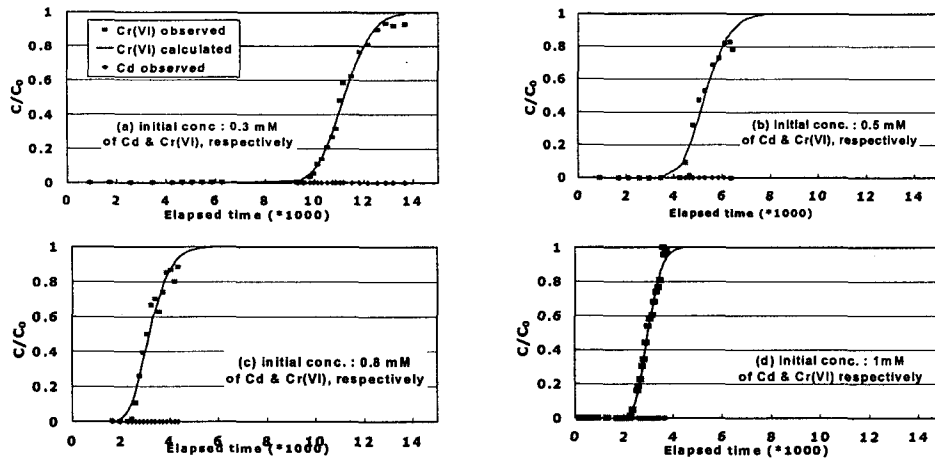 1
0.8
0.6
0.4
0.2
0
C/C0
Cr(VI) observed
Cr(VI) calculated
Cd observed
(a) initial conc : 0.3 mM
of Cd & Cr(VI), respectively
0 2 4 6 8 10 12 14
Elapsed time (*1000)
1
0.8
0.6
0.4
0.2
0
C/C0
(b) initial conc. : 0.5 mM
of Cd & Cr(VI), respectively
0 2 4 6 8 10 12 14
Elapsed time (*1000)
1
0.8
0.6
0.4
0.2
0
C/C0
(c) initial conc. : 0.8 mM
of Cd & Cr(VI), respectively
0 2 4 6 8 10 12 14
Elapsed time (*1000)
1
0.8
0.6
0.4
0.2
0
C/C0
(d) initial conc. : 1mM
of Cd & Cr(VI) respectively
0 2 4 6 8 10 12 14
Elapsed time (*1000)